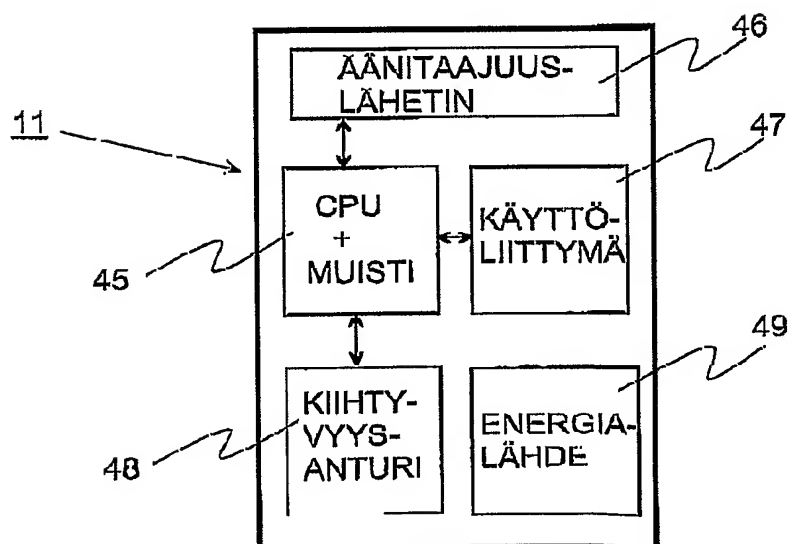 46
ÄÄNITAAJUUS-
LÄHETIN
11
47
CPU
+
MUISTI
KÄYTTÖ-
LIITTYMÄ
45
49
KIIHTY-
VYYS-
ANTURI
ENERGIA-
LÄHDE
48